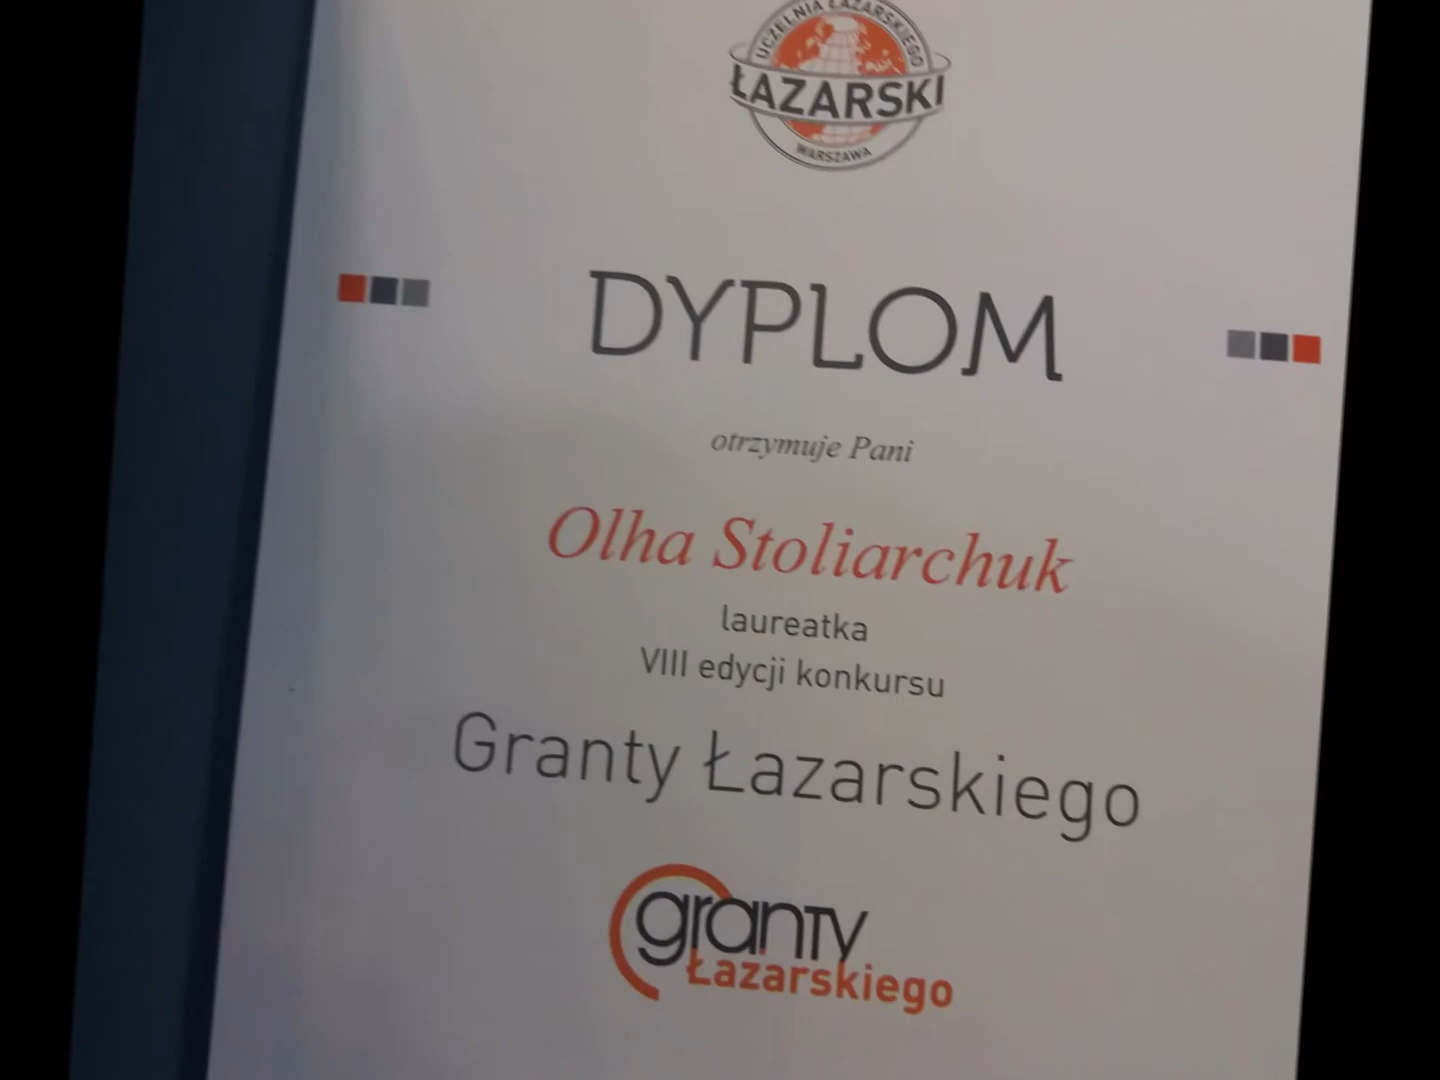 UCZELNIA ŁAZARSKIEGO
ŁAZARSKI
WARSZAWA
DYPLOM
otrzymuje Pani
Olha Stoliarchuk
laureatka
VIII edycji konkursu
Granty Łazarskiego
granty
Łazarskiego